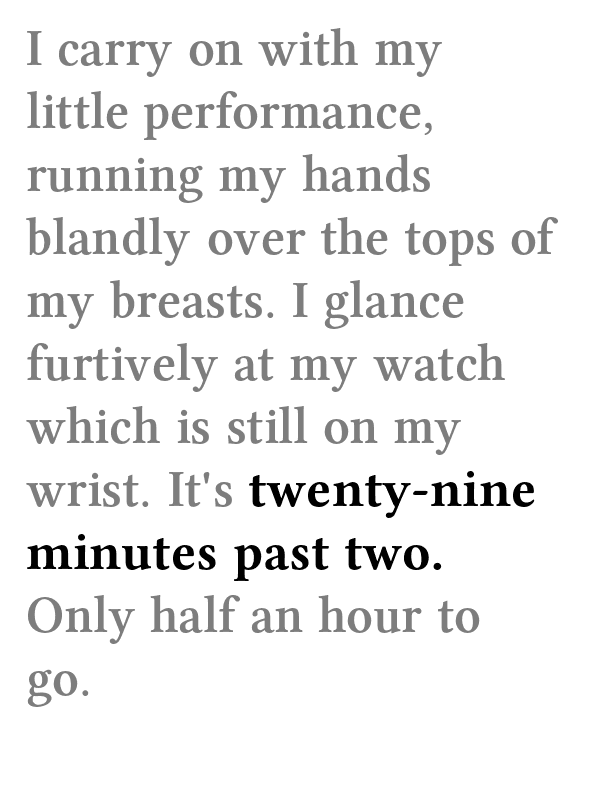 I carry on with my
little performance,
running my hands
blandly over the tops of
my breasts. I glance
furtively at my watch
which is still on my
wrist. It's twenty-nine
minutes past two.
Only half an hour to
go.